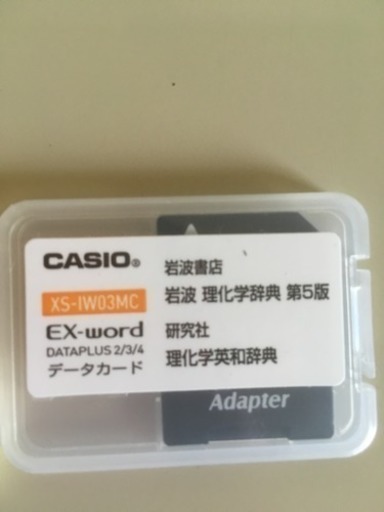 CASIO®
XS-IW03MC
EX-word
DATAPLUS 2/3/4
データカード
岩波書店
岩波 理化学辞典 第5版
研究社
理化学英和辞典
Adapter